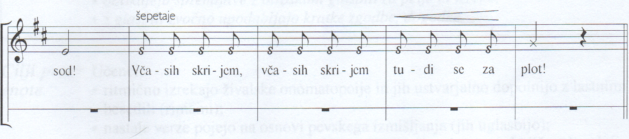 šepetaje
sod! Vča - sih skri - jem, vča - sih skri - jem tu - di se za plot!